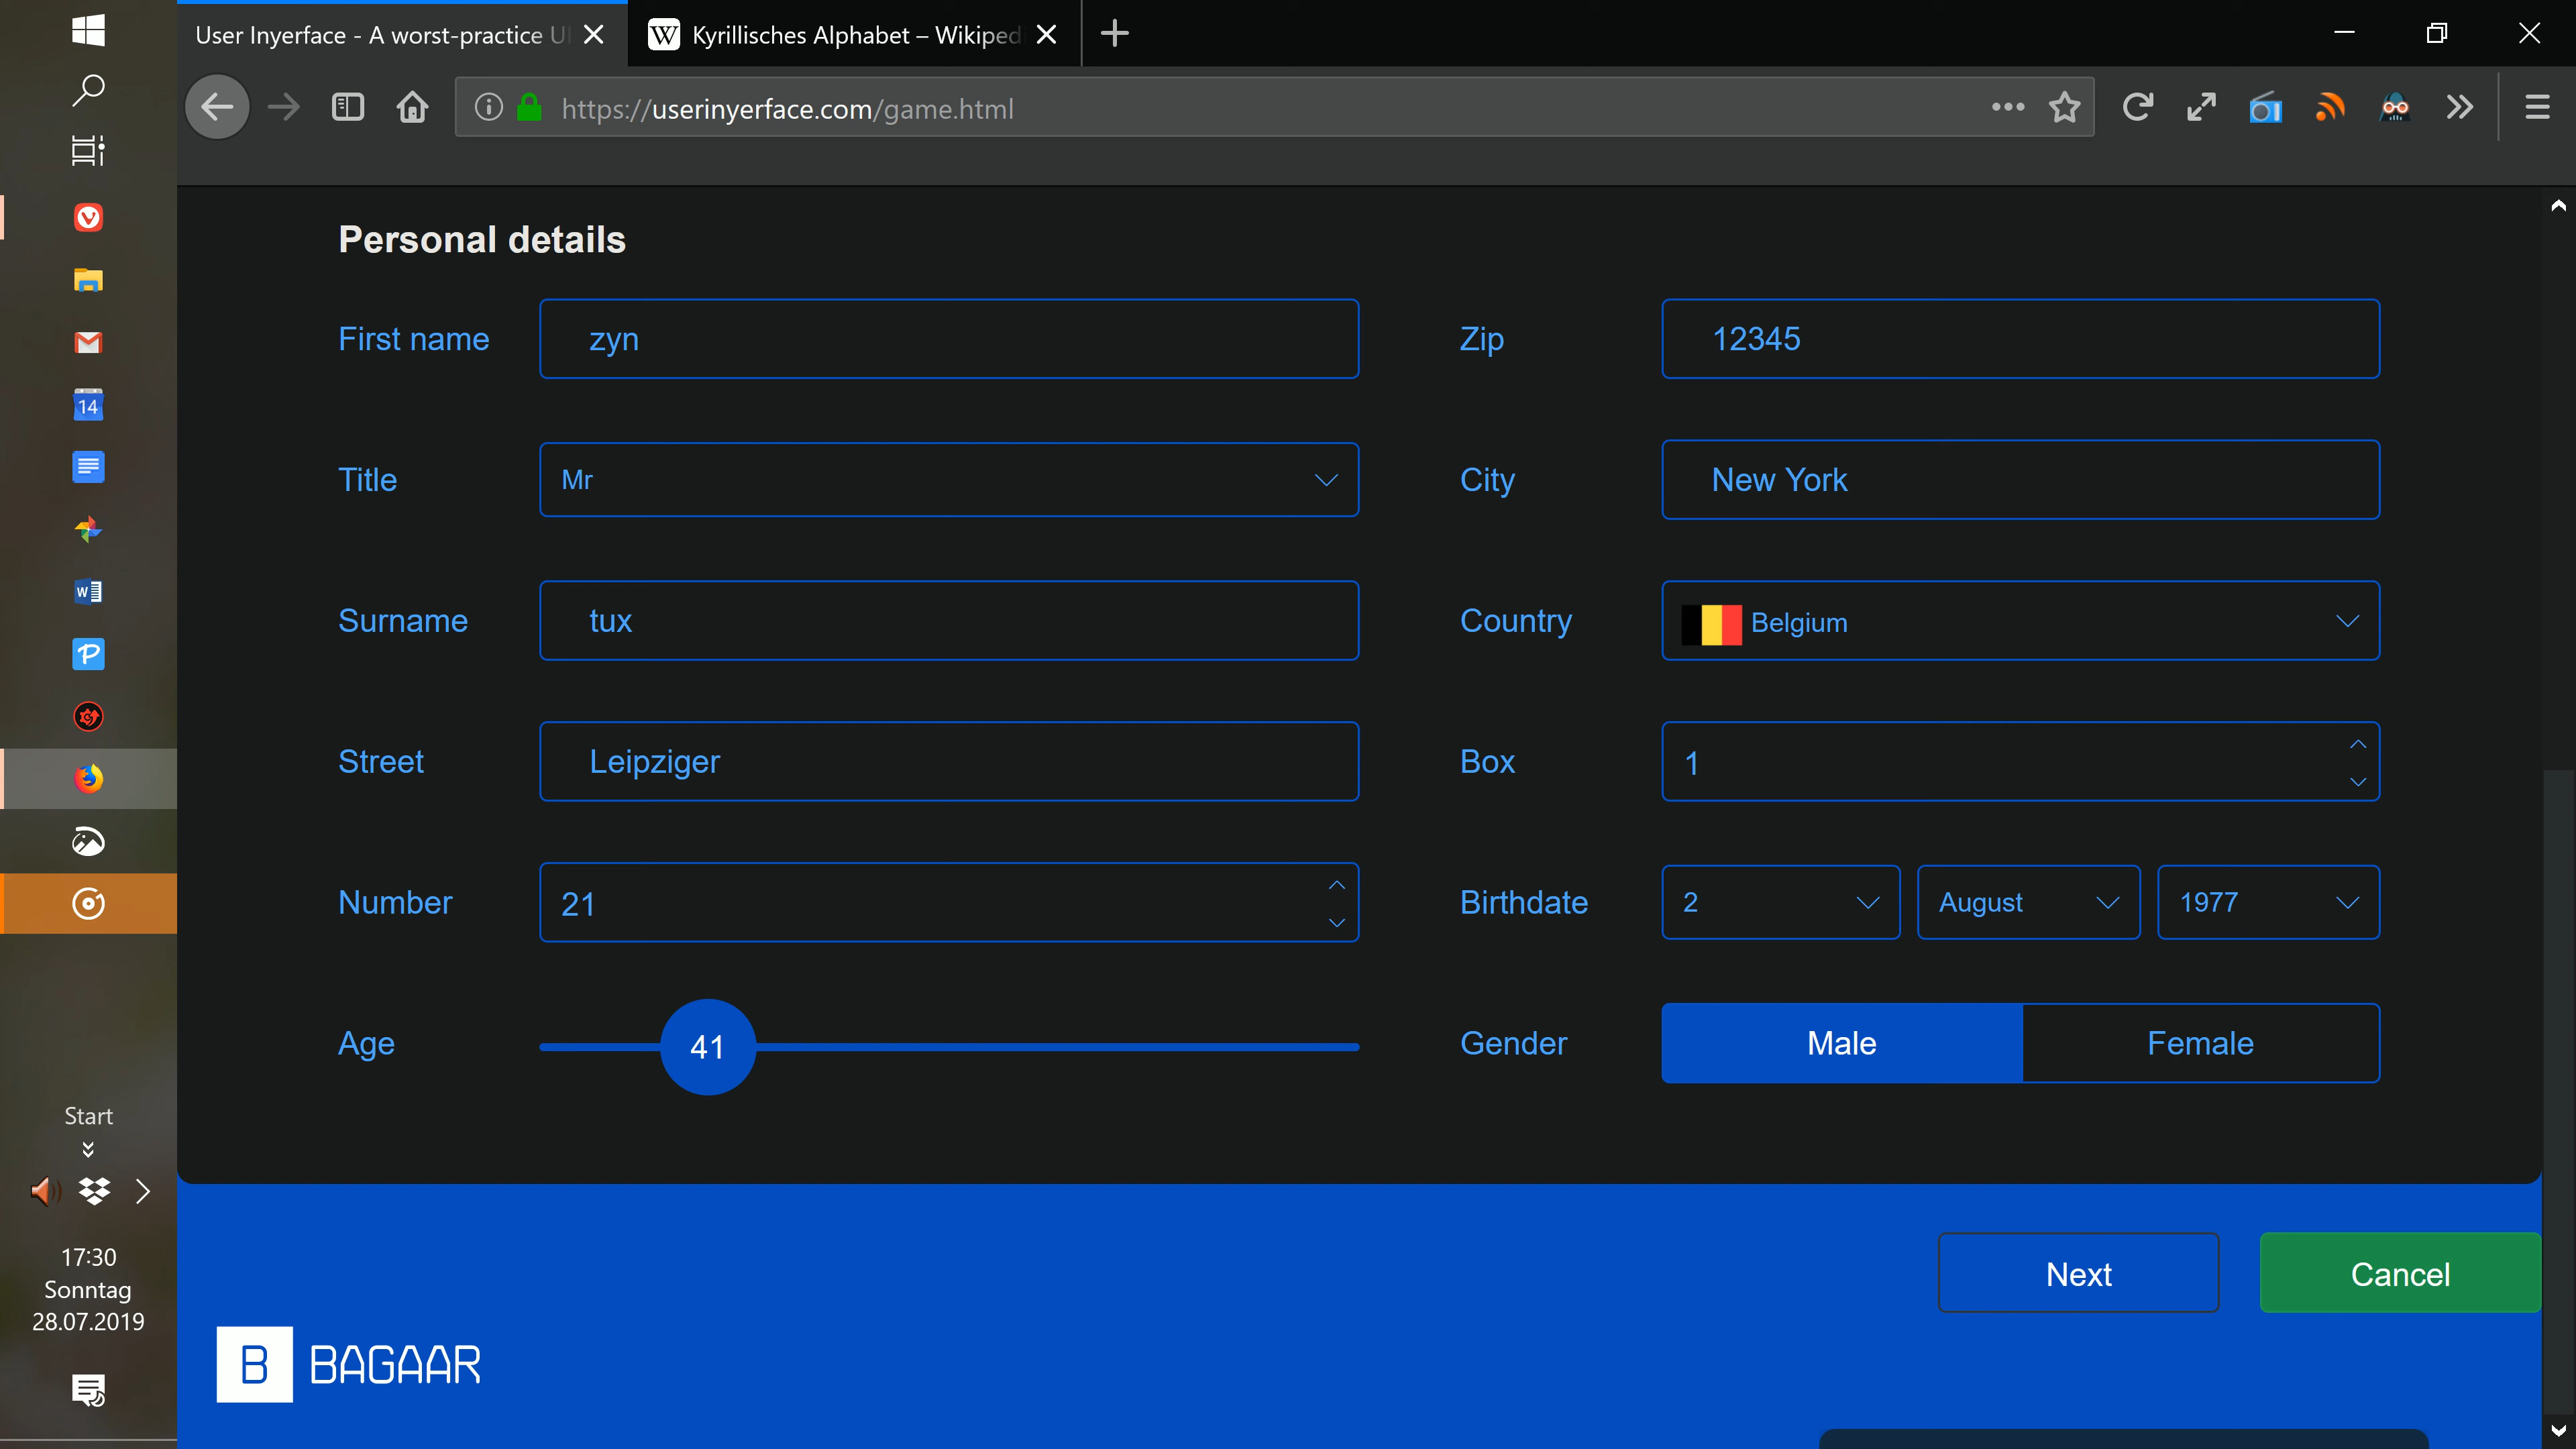 User Inyerface - A worst-practice UI
Kyrillisches Alphabet – Wikiped
https://userinyerface.com/game.html
Personal details
First name zyn
Zip 12345
Title Mr
City New York
Surname tux
Country Belgium
Street Leipziger
Box 1
Number 21
Birthdate 2 August 1977
Age 41
Gender Male Female
Next Cancel
B BAGAAR
14
Start
17:30
Sonntag
28.07.2019